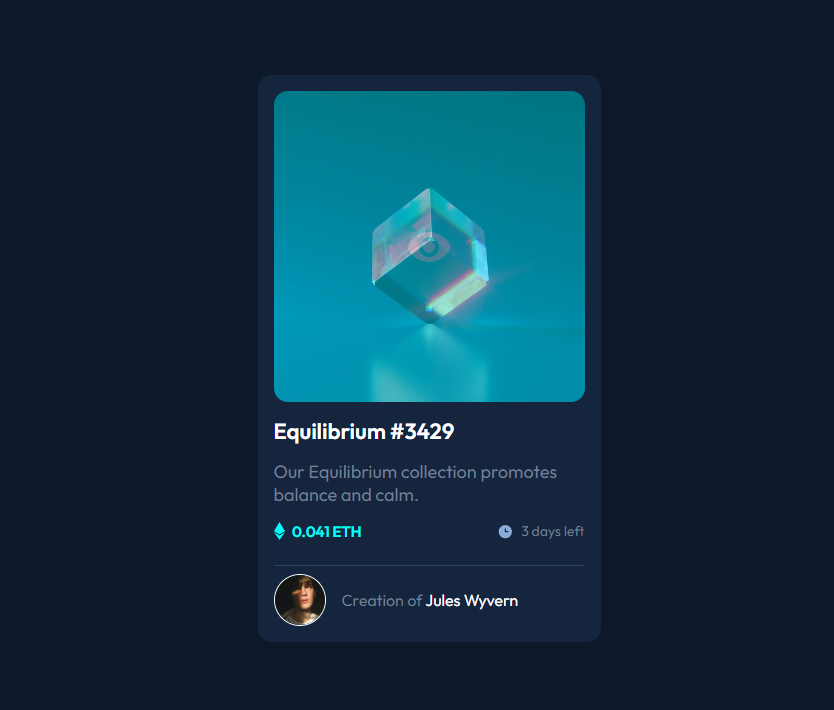 Equilibrium #3429
Our Equilibrium collection promotes
balance and calm.
0.041 ETH
3 days left
Creation of Jules Wyvern